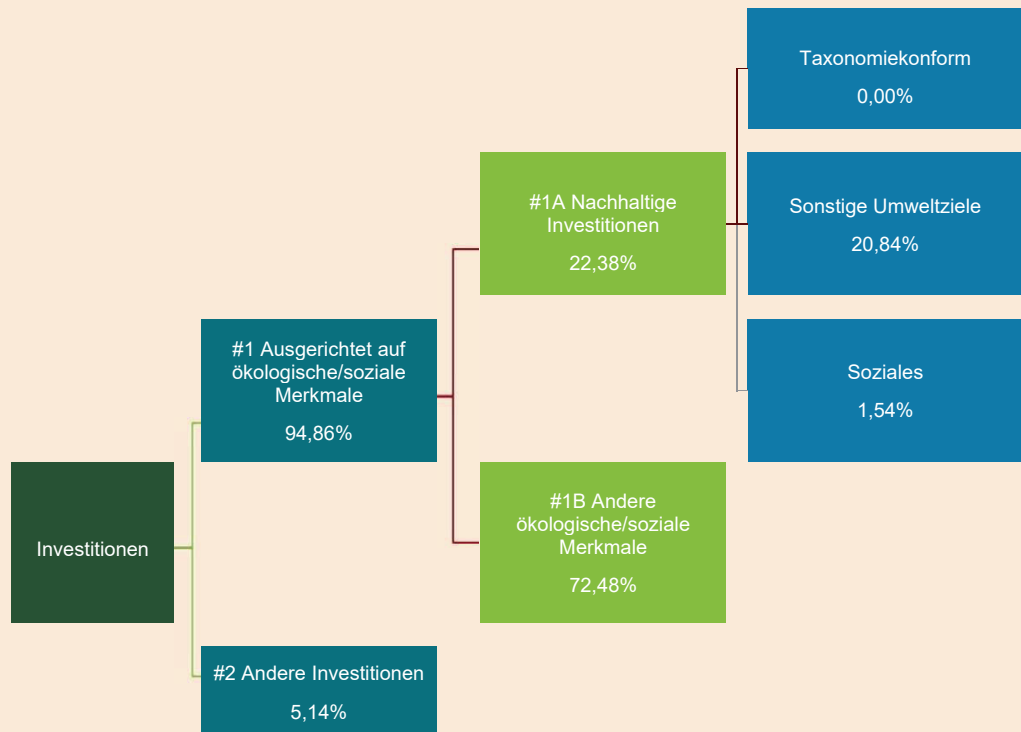 Taxonomiekonform
0,00%
#1A Nachhaltige
Investitionen
22,38%
Sonstige Umweltziele
20,84%
#1 Ausgerichtet auf
ökologische/soziale
Merkmale
94,86%
Soziales
1,54%
Investitionen
#1B Andere
ökologische/soziale
Merkmale
72,48%
#2 Andere Investitionen
5,14%